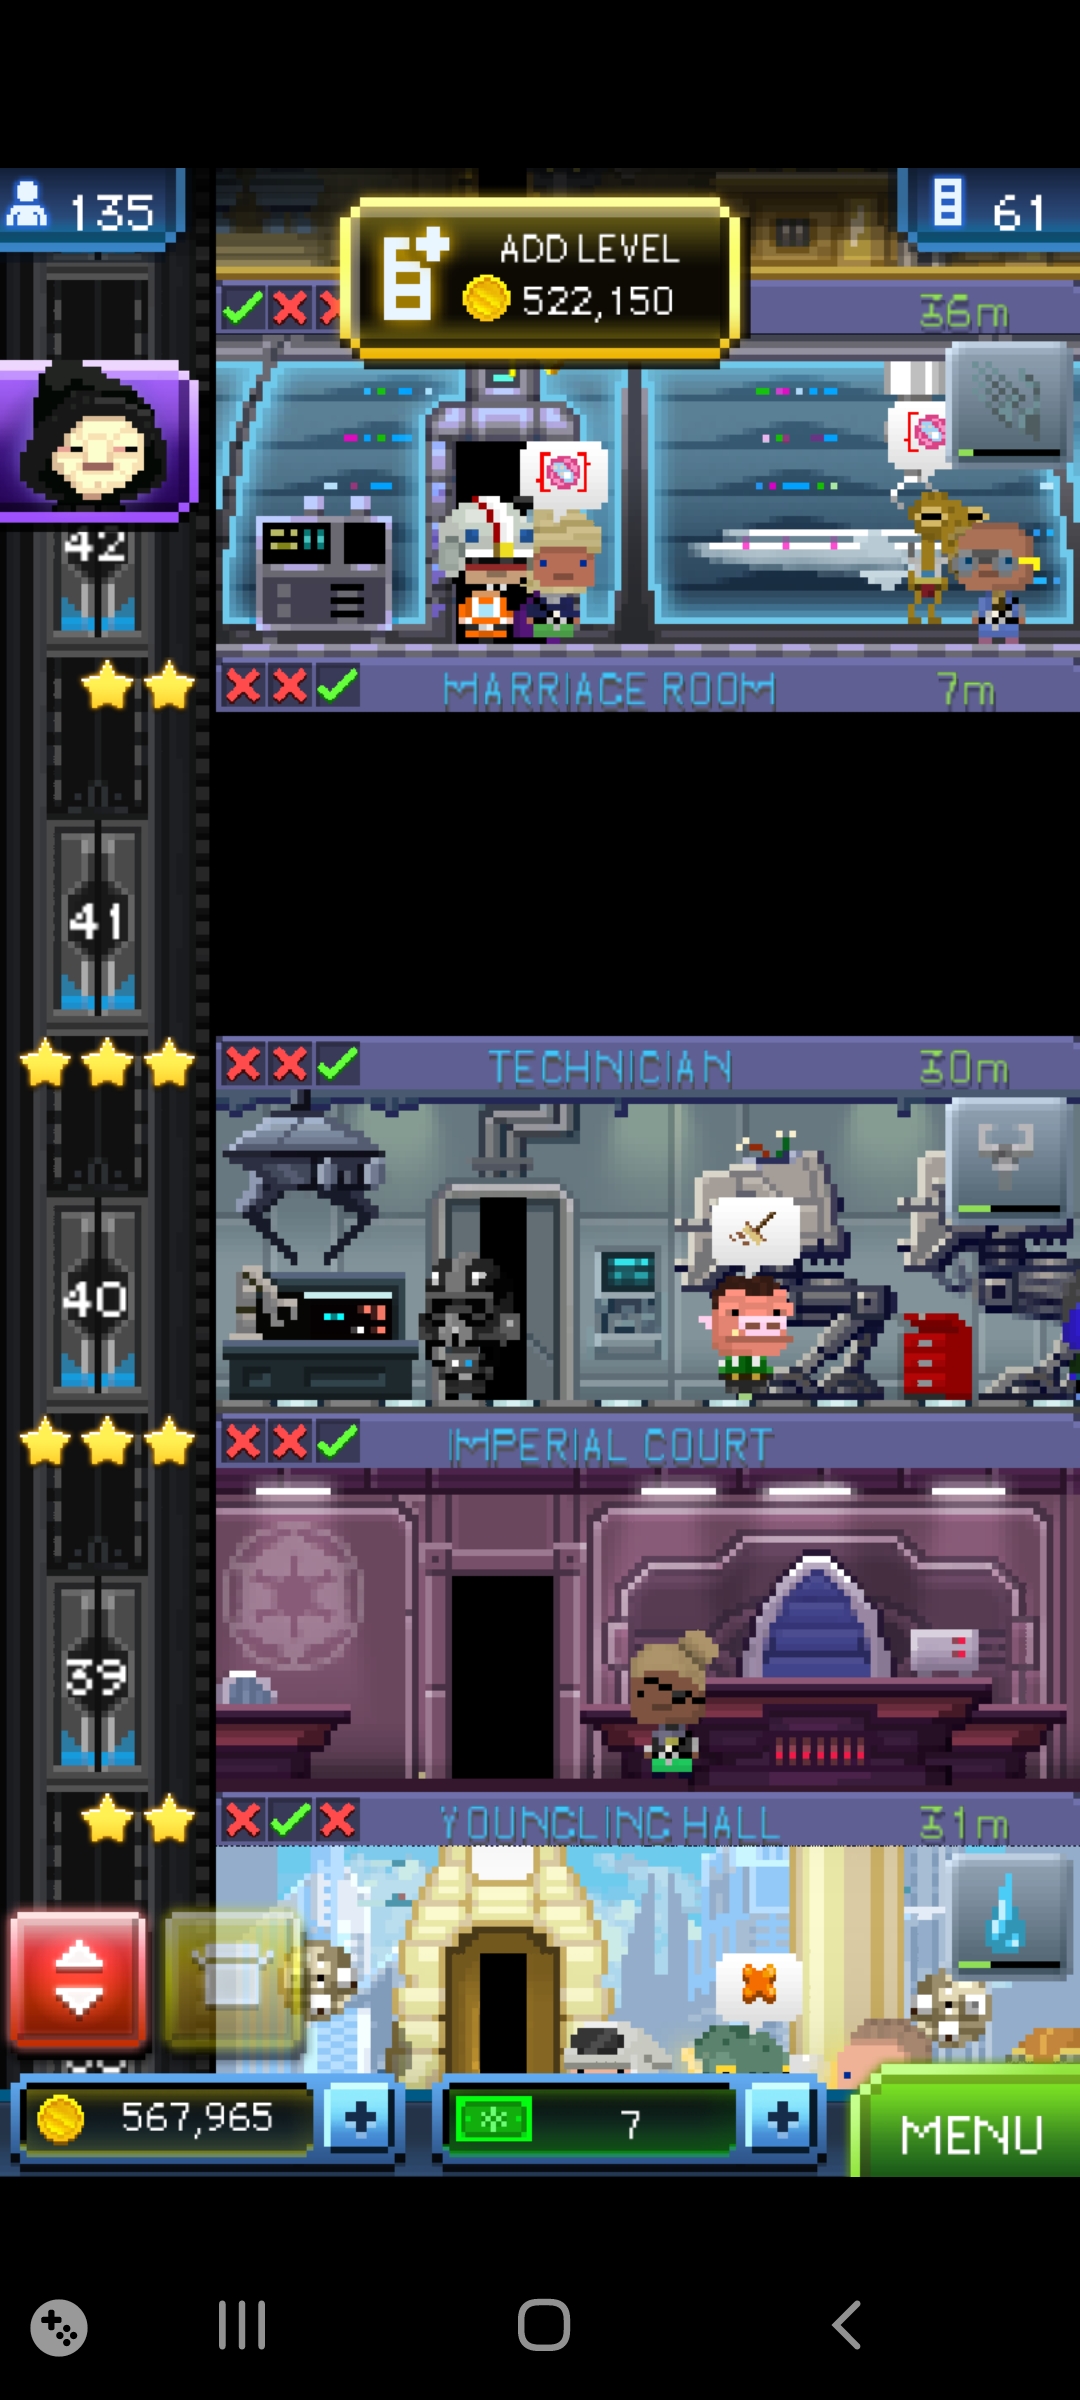 135
61
ADD LEVEL
522,150
36m
42
MARRIAGE ROOM
7m
41
TECHNICIAN
30m
40
IMPERIAL COURT
39
YOUNGLING HALL
31m
567,965
7
MENU